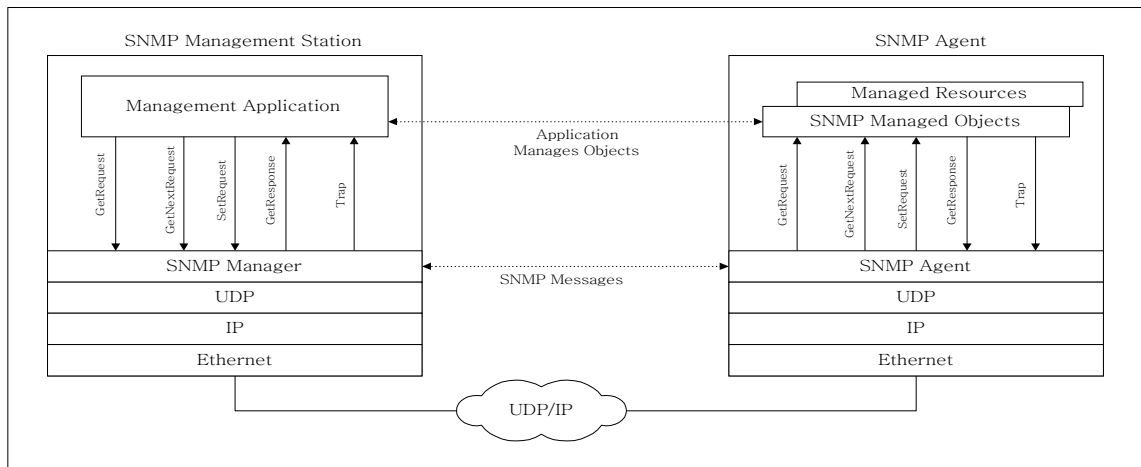 SNMP Management Station
SNMP Agent
Management Application
Managed Resources
SNMP Managed Objects
Application
Manages Objects
GetRequest
GetNextRequest
SetRequest
GetResponse
Trap
GetRequest
GetNextRequest
SetRequest
GetResponse
Trap
SNMP Manager
SNMP Messages
SNMP Agent
UDP
UDP
IP
IP
Ethernet
Ethernet
UDP/IP